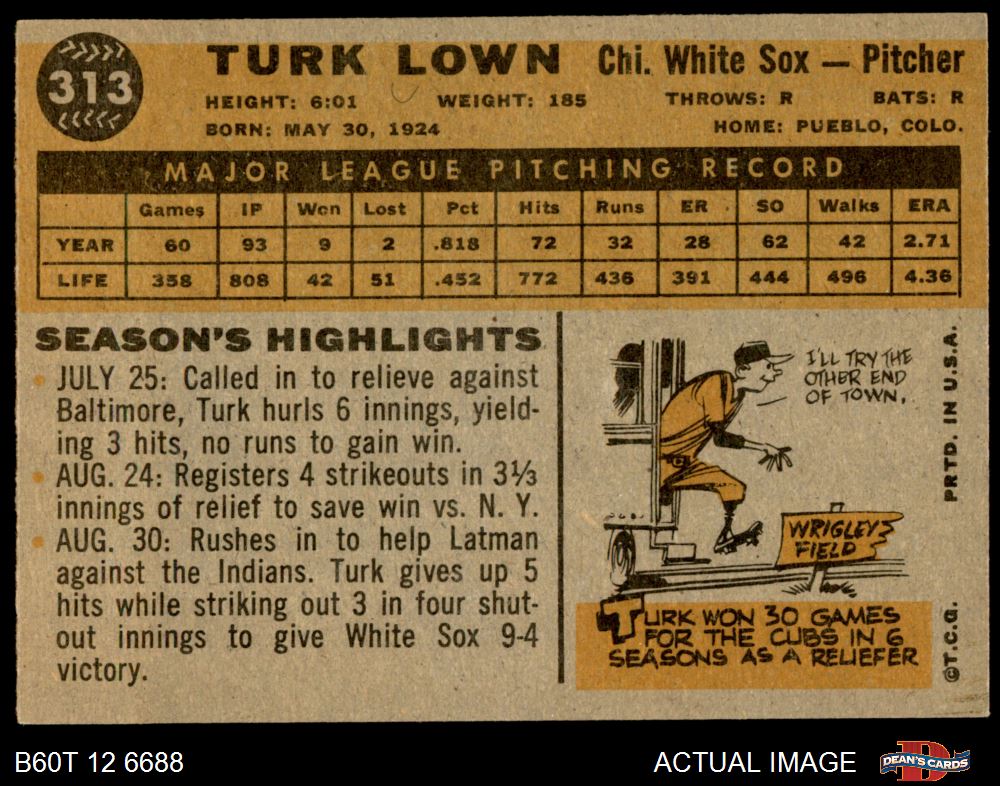 313
TURK LOWN Chi. White Sox — Pitcher
HEIGHT: 6:01 WEIGHT: 185 THROWS: R BATS: R
BORN: MAY 30, 1924 HOME: PUEBLO, COLO.
MAJOR LEAGUE PITCHING RECORD
Games IP Won Lost Pct Hits Runs ER SO Walks ERA
YEAR 60 93 9 2 .818 72 32 28 62 42 2.71
LIFE 358 808 42 51 .452 772 436 391 444 496 4.36
SEASON'S HIGHLIGHTS
• JULY 25: Called in to relieve against
Baltimore, Turk hurls 6 innings, yield-
ing 3 hits, no runs to gain win.
• AUG. 24: Registers 4 strikeouts in 3⅓
innings of relief to save win vs. N. Y.
• AUG. 30: Rushes in to help Latman
against the Indians. Turk gives up 5
hits while striking out 3 in four shut-
out innings to give White Sox 9-4
victory.
I'LL TRY THE
OTHER END
OF TOWN.
WRIGLEY
FIELD
TURK WON 30 GAMES
FOR THE CUBS IN 6
SEASONS AS A RELIEFER
©T.C.G. PRTD. IN U.S.A.
B60T 12 6688 ACTUAL IMAGE
D
DEAN'S CARDS